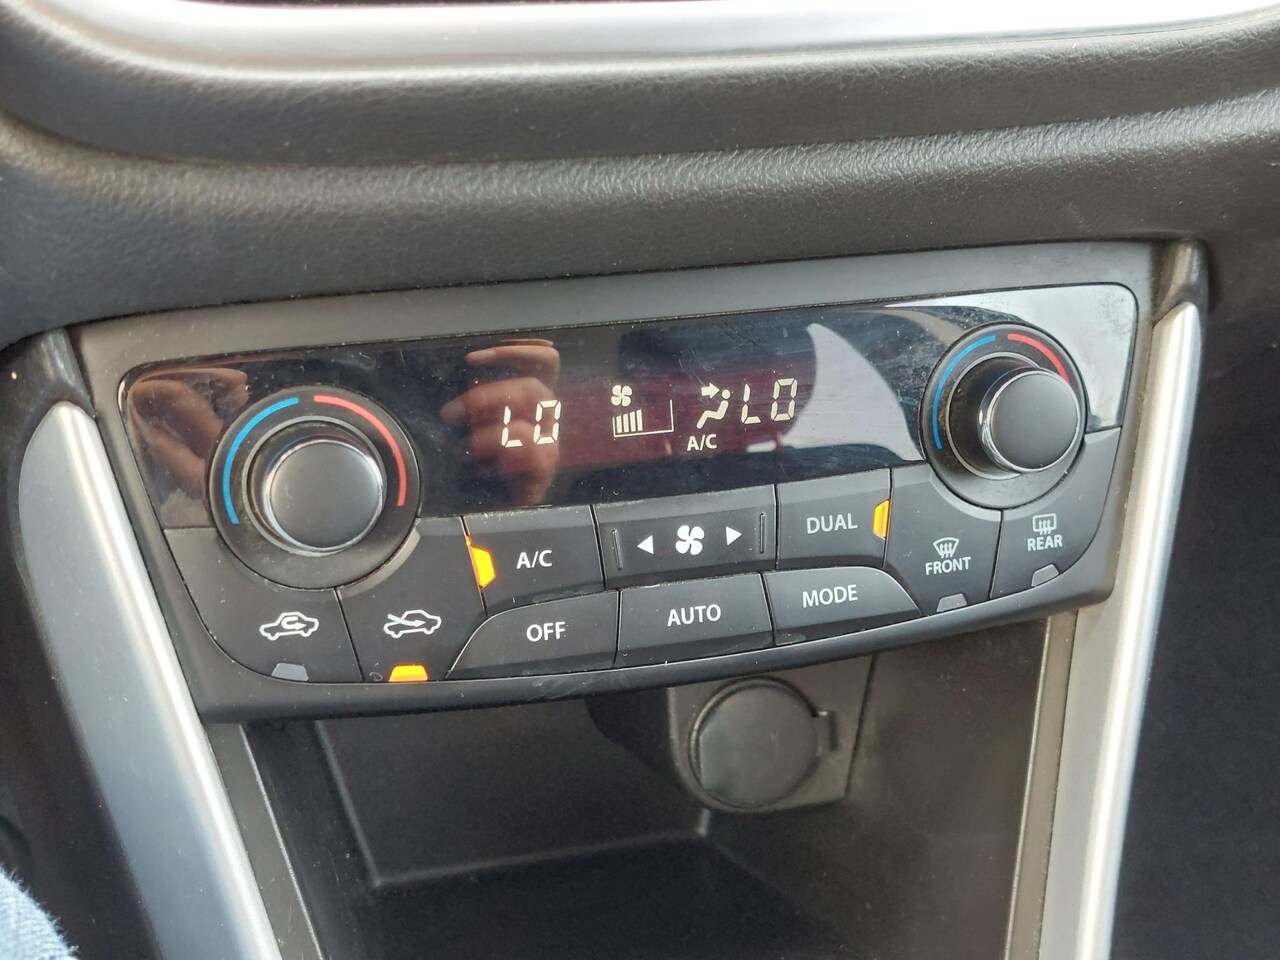 LO LO
A/C
A/C DUAL
FRONT REAR
OFF AUTO MODE